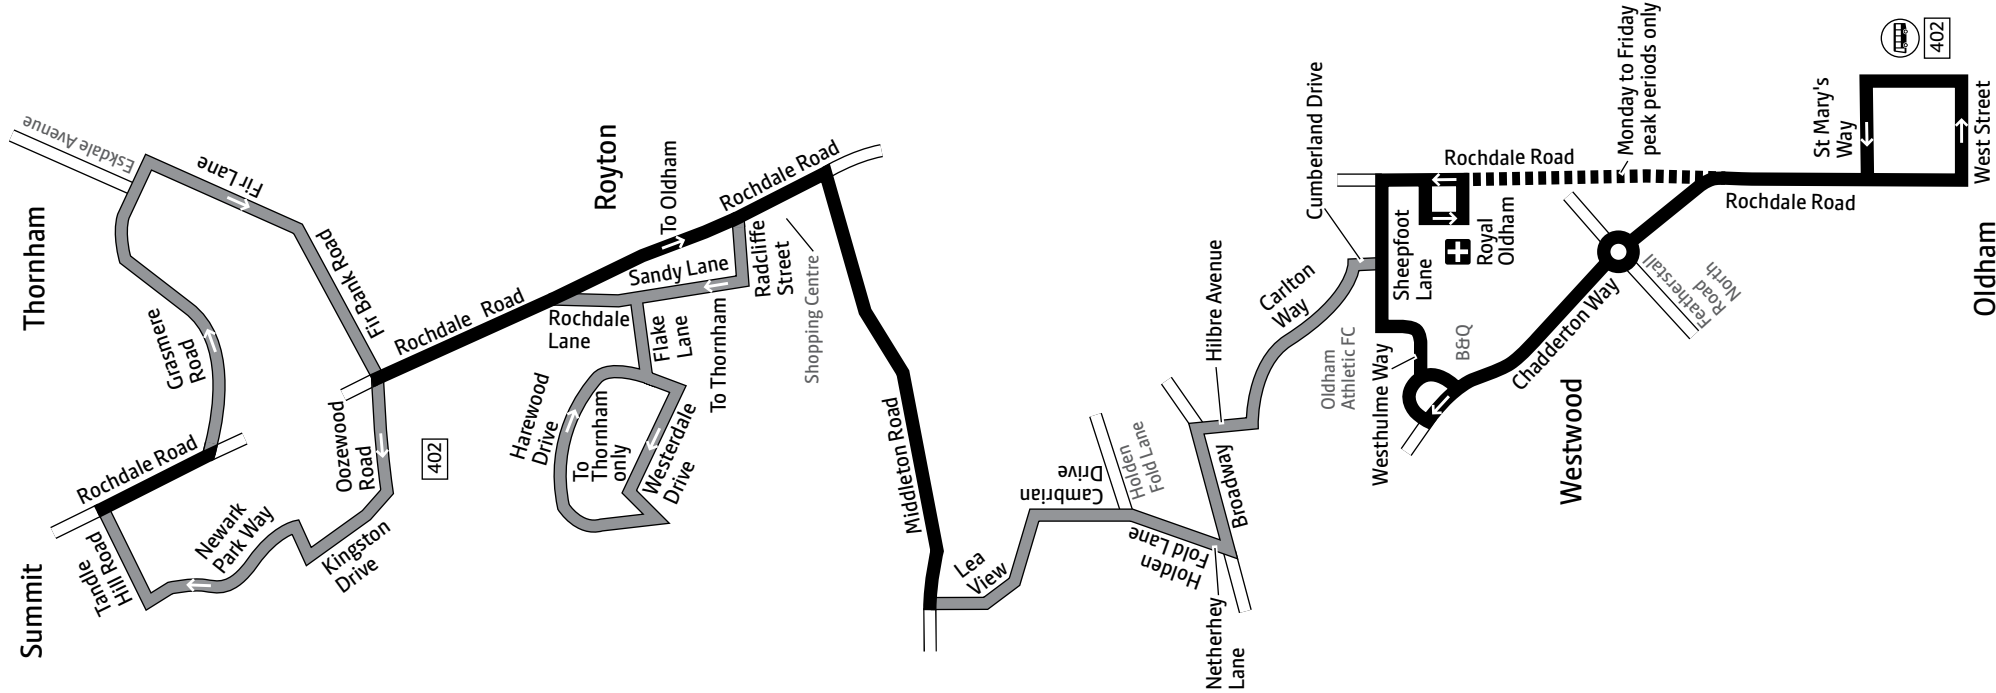 Summit
Thornham
Eskdale Avenue
Fir Lane
Fir Bank Road
Grasmere
Road
Rochdale Road
Tandle
Hill Road
Newark
Park Way
Kingston
Drive
Oozewood
Road
402
Rochdale Road
Royton
To Oldham
Rochdale Road
Sandy Lane
Radcliffe
Street
Rochdale
Lane
Flake
Lane
To Thornham
Shopping Centre
Harewood
Drive
To
Thornham
only
Westerdale
Drive
Middleton Road
Lea
View
Cambrian
Drive
Holden
Fold Lane
Holden
Fold Lane
Netherhey
Lane
Broadway
Hilbre Avenue
Carlton
Way
Cumberland Drive
Oldham
Athletic FC
Sheepfoot
Lane
Westhulme Way
B&Q
Royal
Oldham
Rochdale Road
Monday to Friday
peak periods only
Chadderton Way
Westwood
Featherstall
North
Road
Rochdale Road
St Mary's
Way
West Street
402
Oldham